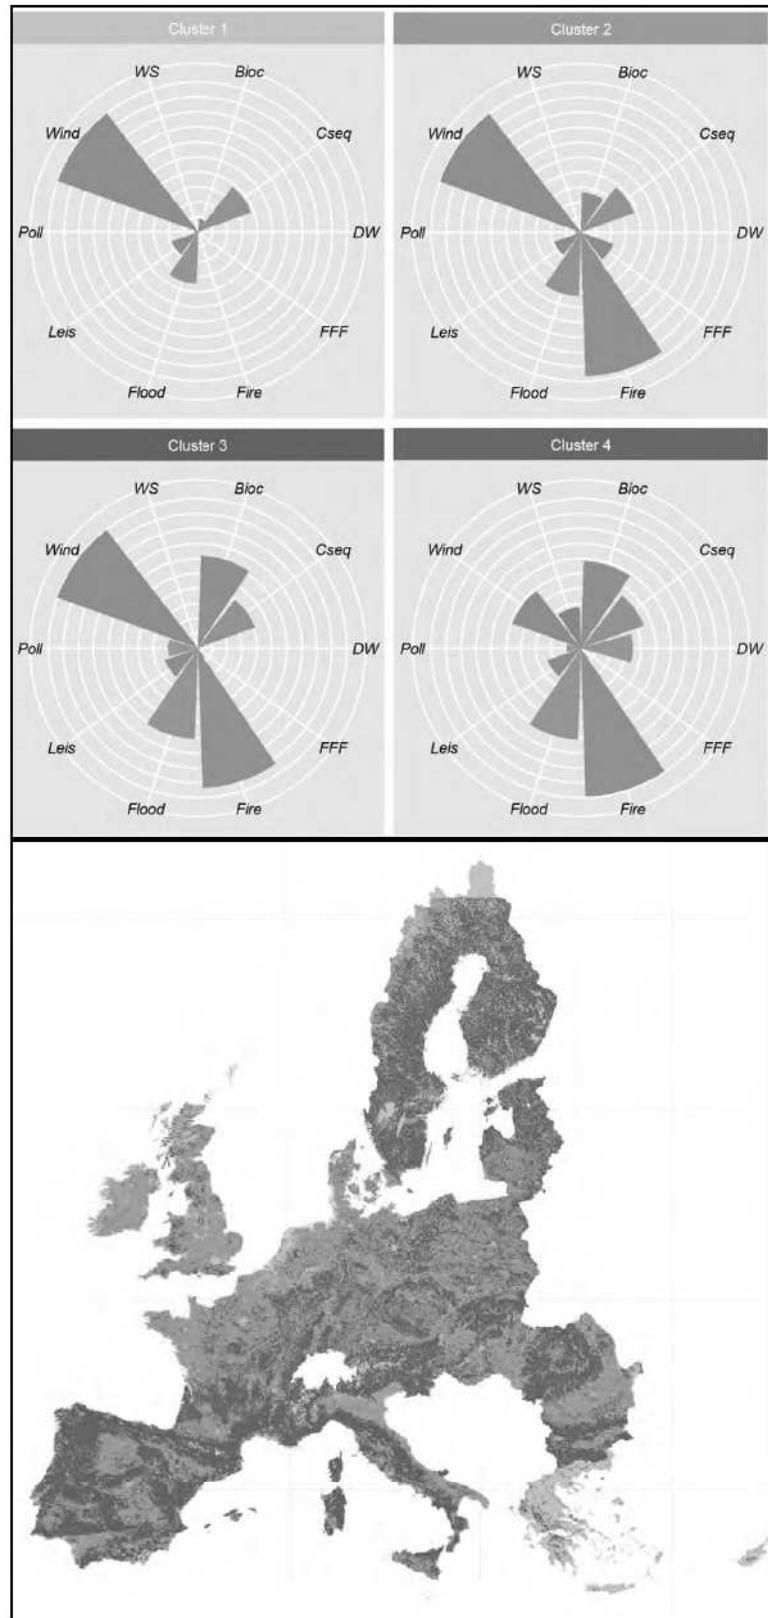 Cluster 1
WS
Bioc
Wind
Cseq
Poll
DW
Leis
FFF
Flood
Fire
Cluster 2
WS
Bioc
Wind
Cseq
Poll
DW
Leis
FFF
Flood
Fire
Cluster 3
WS
Bioc
Wind
Cseq
Poll
DW
Leis
FFF
Flood
Fire
Cluster 4
WS
Bioc
Wind
Cseq
Poll
DW
Leis
FFF
Flood
Fire